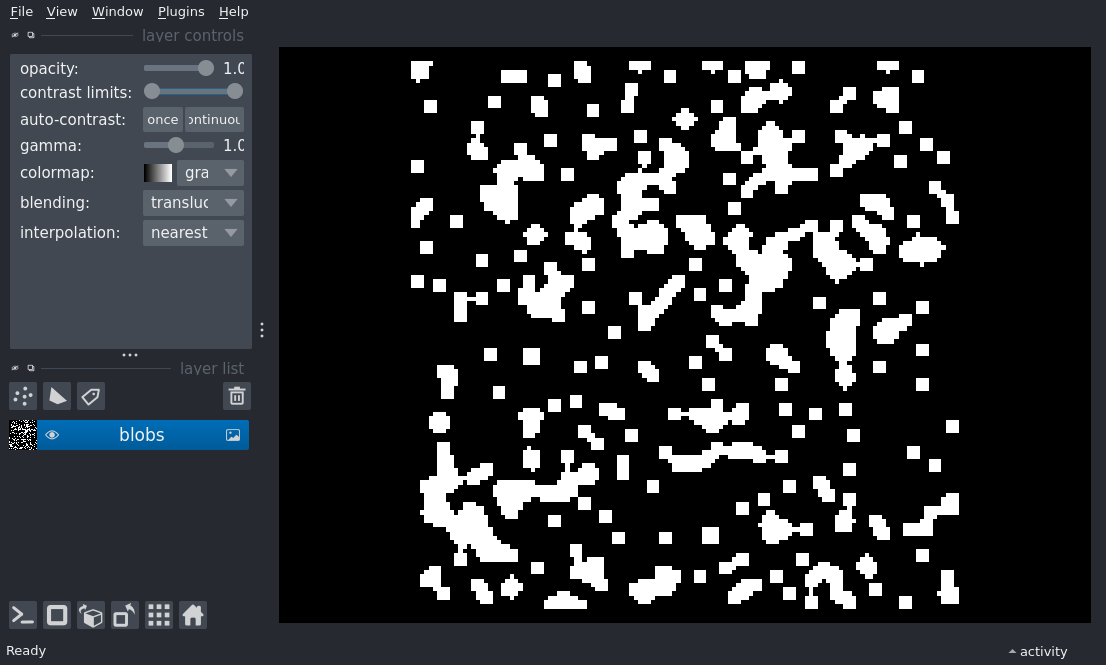 File View Window Plugins Help
layer controls
opacity: 1.0
contrast limits:
auto-contrast: once ontinuou
gamma: 1.0
colormap: gra
blending: transluc
interpolation: nearest
layer list
blobs
Ready
activity